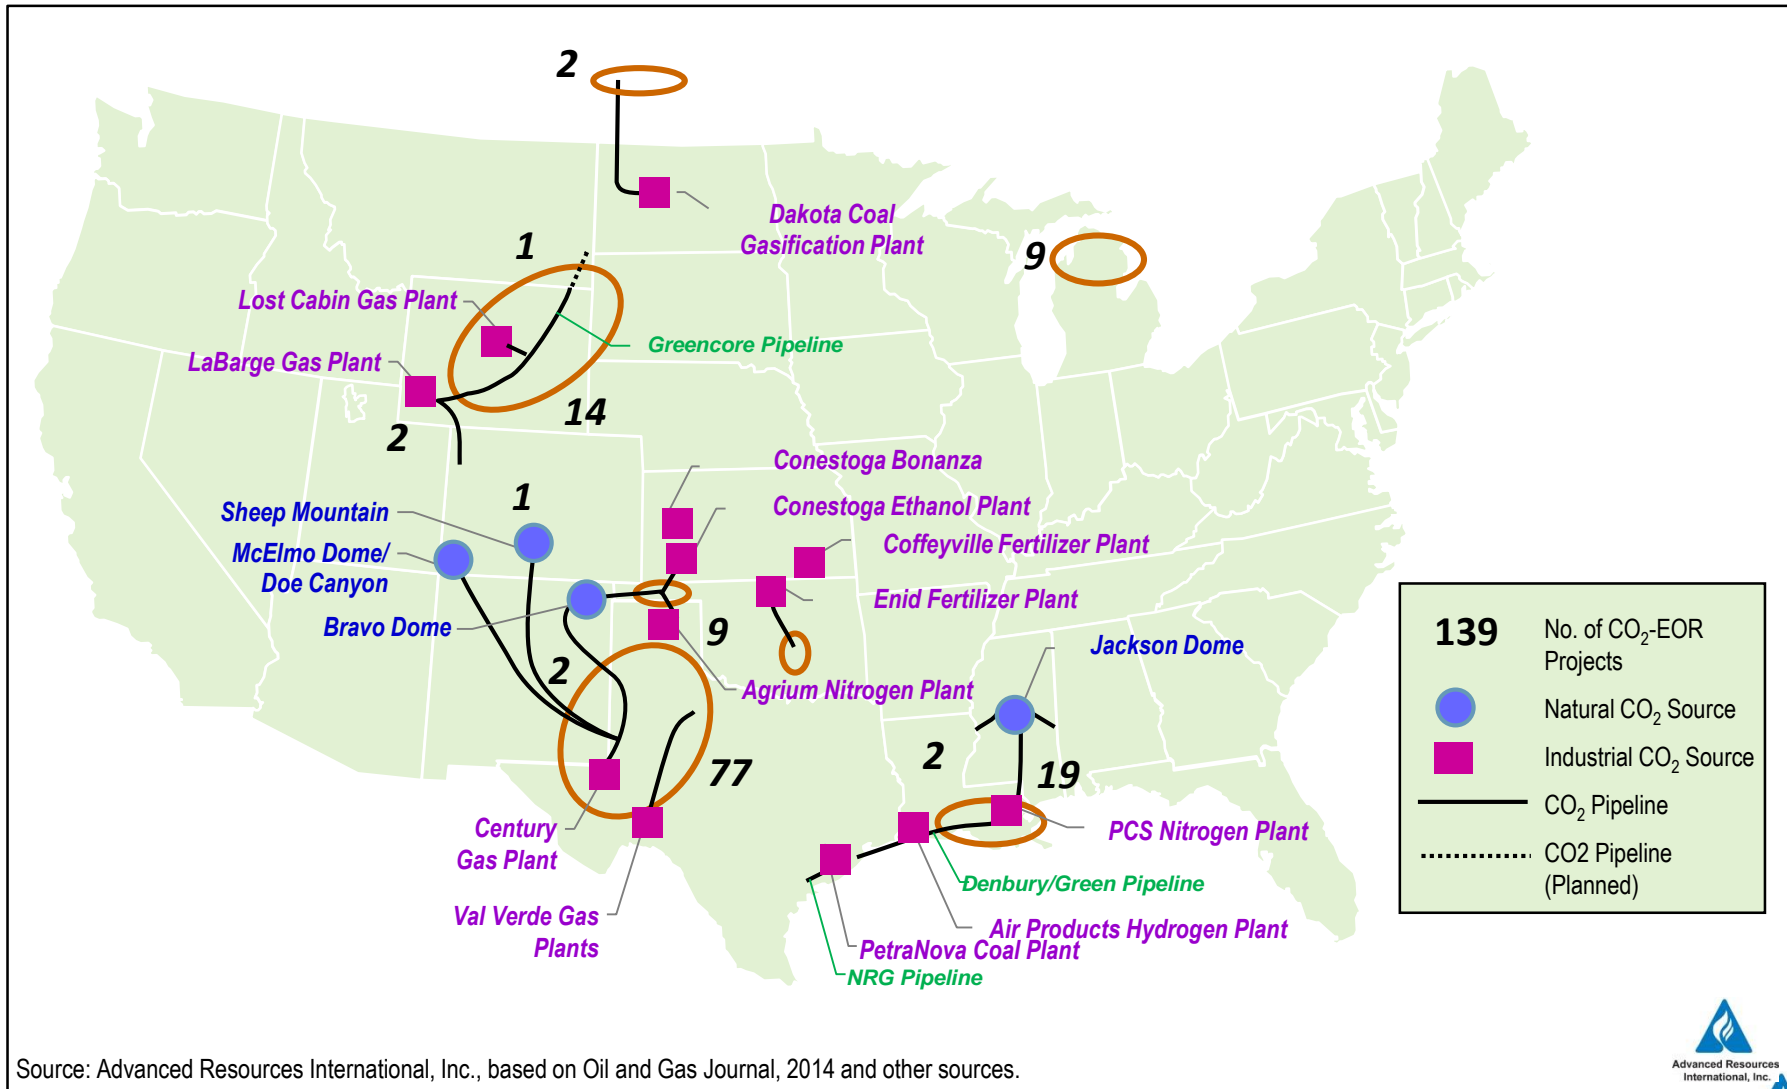 2
Dakota Coal
Gasification Plant
1
9
Lost Cabin Gas Plant
Greencore Pipeline
LaBarge Gas Plant
14
2
Conestoga Bonanza
1
Conestoga Ethanol Plant
Sheep Mountain
McElmo Dome/
Doe Canyon
Coffeyville Fertilizer Plant
Enid Fertilizer Plant
Bravo Dome
9
Jackson Dome
2
Agrium Nitrogen Plant
2
77
19
Century
Gas Plant
PCS Nitrogen Plant
Denbury/Green Pipeline
Val Verde Gas
Plants
Air Products Hydrogen Plant
PetraNova Coal Plant
NRG Pipeline
139 No. of CO2-EOR
Projects
Natural CO2 Source
Industrial CO2 Source
CO2 Pipeline
CO2 Pipeline
(Planned)
Source: Advanced Resources International, Inc., based on Oil and Gas Journal, 2014 and other sources.
Advanced Resources
International, Inc.